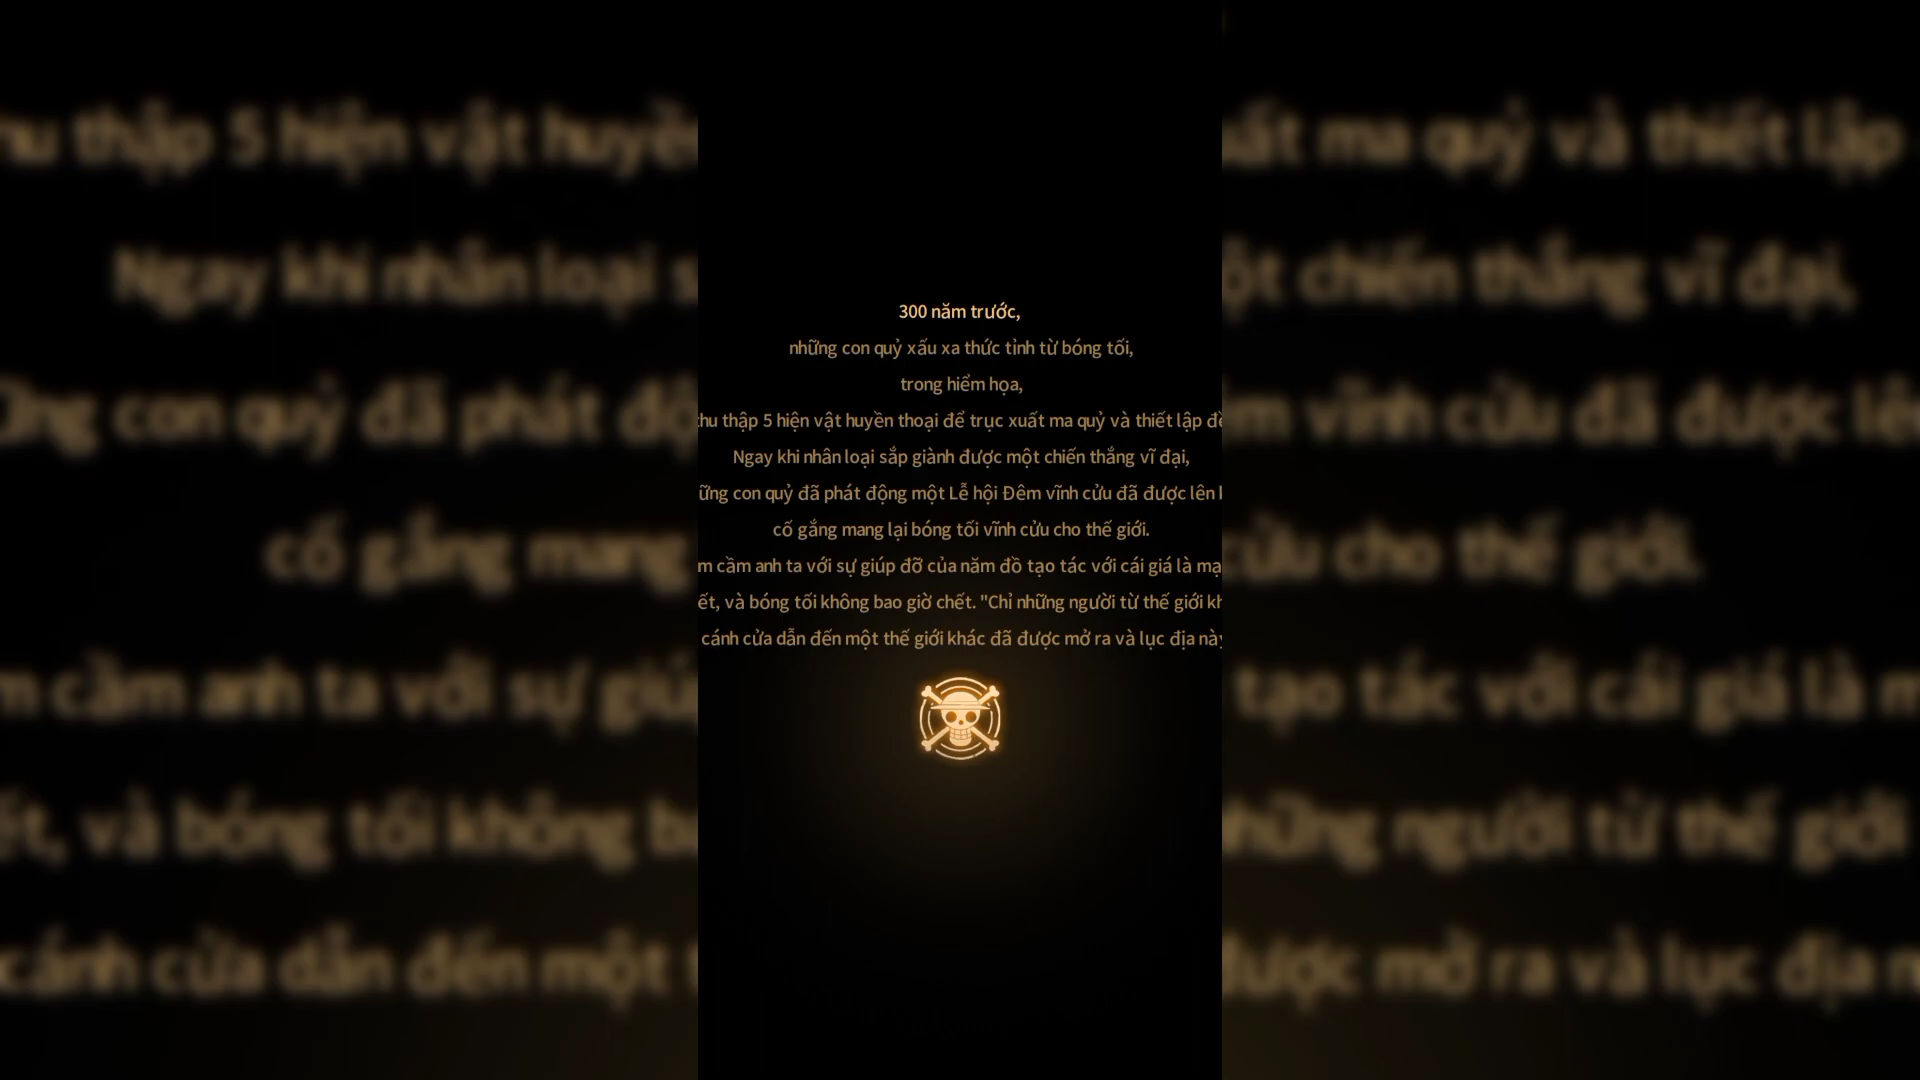 300 năm trước,
những con quỷ xấu xa thức tỉnh từ bóng tối,
trong hiểm họa,
thu thập 5 hiện vật huyền thoại để trục xuất ma quỷ và thiết lập
Ngay khi nhân loại sắp giành được một chiến thắng vĩ đại,
ững con quỷ đã phát động một Lễ hội Đêm vĩnh cửu đã được lên
cố gắng mang lại bóng tối vĩnh cửu cho thế giới.
m cầm anh ta với sự giúp đỡ của năm đồ tạo tác với cái giá là
ết, và bóng tối không bao giờ chết. "Chỉ những người từ thế giới
cánh cửa dẫn đến một thế giới khác đã được mở ra và lục địa này